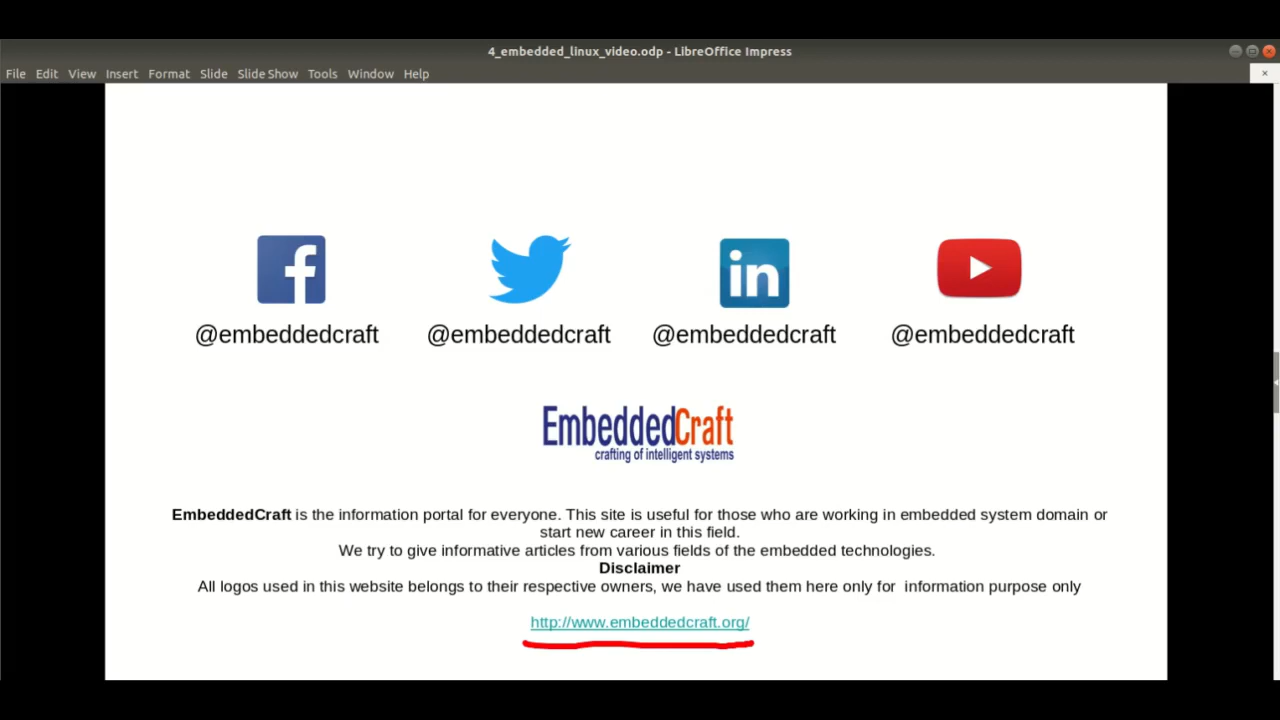 4_embedded_linux_video.odp - LibreOffice Impress
File Edit View Insert Format Slide Slide Show Tools Window Help
@embeddedcraft @embeddedcraft @embeddedcraft @embeddedcraft
EmbeddedCraft
crafting of intelligent systems
EmbeddedCraft is the information portal for everyone. This site is useful for those who are working in embedded system domain or
start new career in this field.
We try to give informative articles from various fields of the embedded technologies.
Disclaimer
All logos used in this website belongs to their respective owners, we have used them here only for  information purpose only
http://www.embeddedcraft.org/